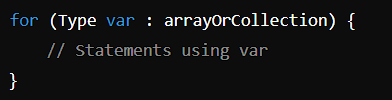 for (Type var : arrayOrCollection) {
    // Statements using var
}